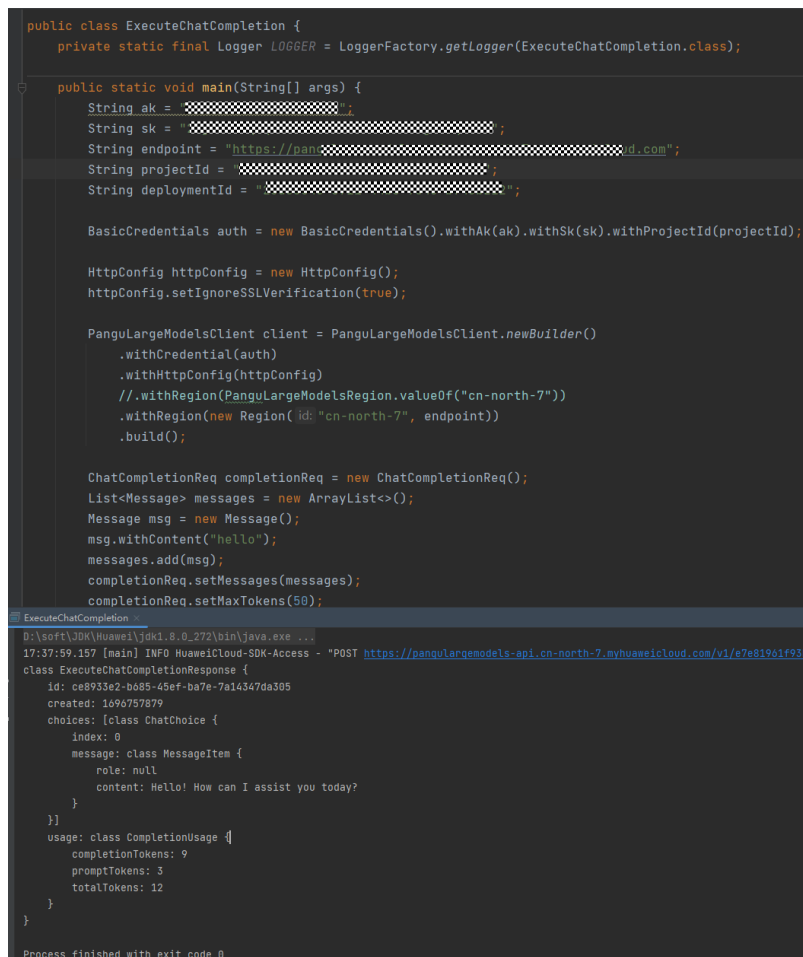 public class ExecuteChatCompletion {
private static final Logger LOGGER = LoggerFactory.getLogger(ExecuteChatCompletion.class);
public static void main(String[] args) {
String ak = "";
String sk = "";
String endpoint = "https://pang d.com";
String projectId = "";
String deploymentId = "2";
BasicCredentials auth = new BasicCredentials().withAk(ak).withSk(sk).withProjectId(projectId);
HttpConfig httpConfig = new HttpConfig();
httpConfig.setIgnoreSSLVerification(true);
PanguLargeModelsClient client = PanguLargeModelsClient.newBuilder()
.withCredential(auth)
.withHttpConfig(httpConfig)
//.withRegion(PanguLargeModelsRegion.valueOf("cn-north-7"))
.withRegion(new Region( id: "cn-north-7", endpoint))
.build();
ChatCompletionReq completionReq = new ChatCompletionReq();
List<Message> messages = new ArrayList<>();
Message msg = new Message();
msg.withContent("hello");
messages.add(msg);
completionReq.setMessages(messages);
completionReq.setMaxTokens(50);
ExecuteChatCompletion ×
D:\soft\JDK\Huawei\jdk1.8.0_272\bin\java.exe ...
17:37:59.157 [main] INFO HuaweiCloud-SDK-Access - "POST https://pangulargemodels-api.cn-north-7.myhuaweicloud.com/v1/e7e81961f93
class ExecuteChatCompletionResponse {
id: ce8933e2-b685-45ef-ba7e-7a14347da305
created: 1696757879
choices: [class ChatChoice {
index: 0
message: class MessageItem {
role: null
content: Hello! How can I assist you today?
}
}]
usage: class CompletionUsage {
completionTokens: 9
promptTokens: 3
totalTokens: 12
}
}
Process finished with exit code 0